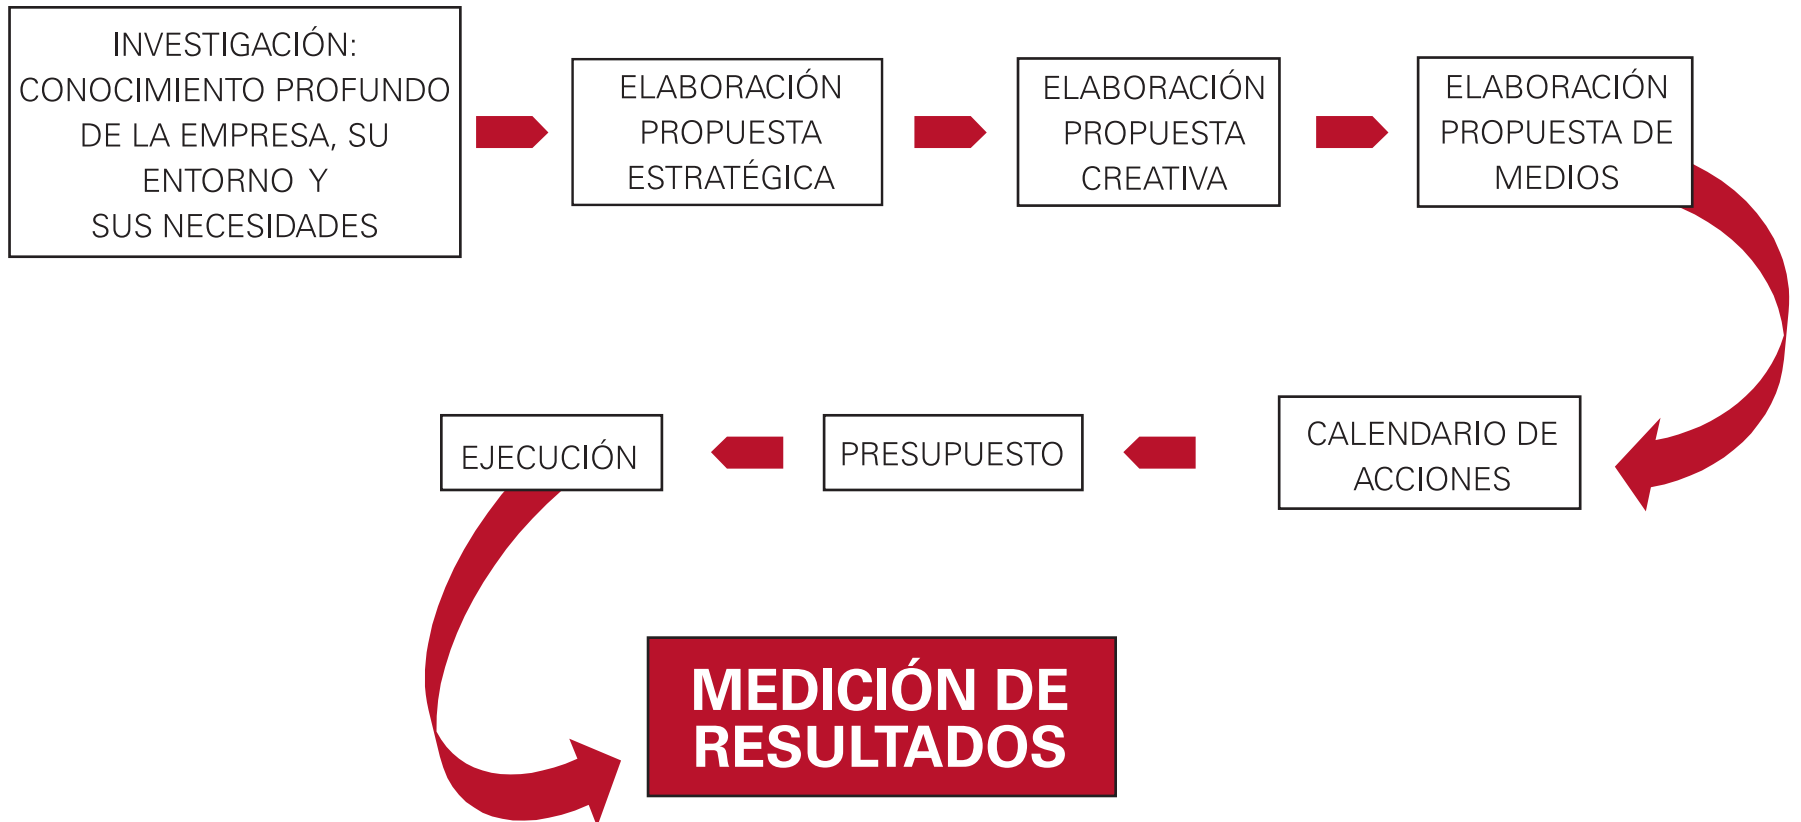 INVESTIGACIÓN:
CONOCIMIENTO PROFUNDO
DE LA EMPRESA, SU
ENTORNO Y
SUS NECESIDADES
ELABORACIÓN
PROPUESTA
ESTRATÉGICA
ELABORACIÓN
PROPUESTA
CREATIVA
ELABORACIÓN
PROPUESTA DE
MEDIOS
CALENDARIO DE
ACCIONES
PRESUPUESTO
EJECUCIÓN
MEDICIÓN DE
RESULTADOS